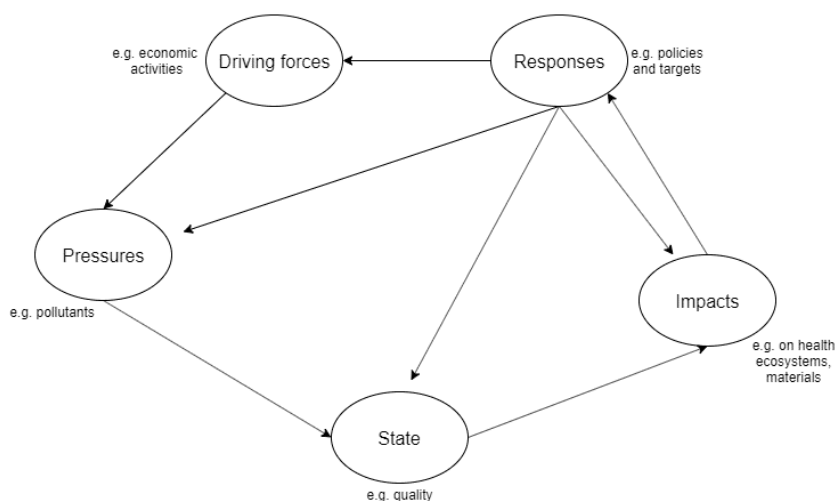 e.g. economic
activities
Driving forces
Responses
e.g. policies
and targets
Pressures
e.g. pollutants
Impacts
e.g. on health
ecosystems,
materials
State
e.g. quality